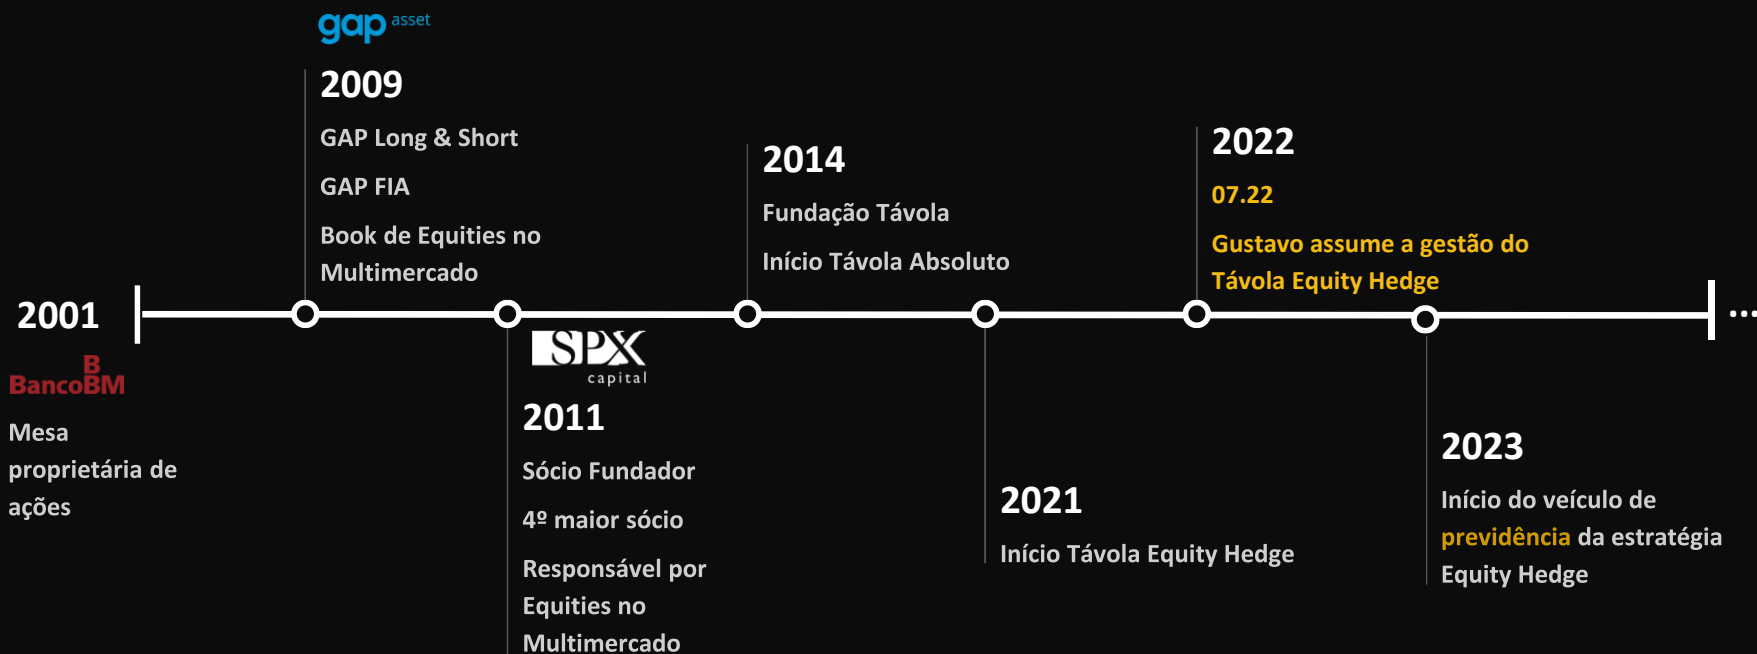 2001
B
BancoBM
Mesa
proprietária de
ações
gap asset
2009
GAP Long & Short
GAP FIA
Book de Equities no
Multimercado
SPX
capital
2011
Sócio Fundador
4º maior sócio
Responsável por
Equities no
Multimercado
2014
Fundação Távola
Início Távola Absoluto
2021
Início Távola Equity Hedge
2022
07.22
Gustavo assume a gestão do
Távola Equity Hedge
2023
Início do veículo de
previdência da estratégia
Equity Hedge
...